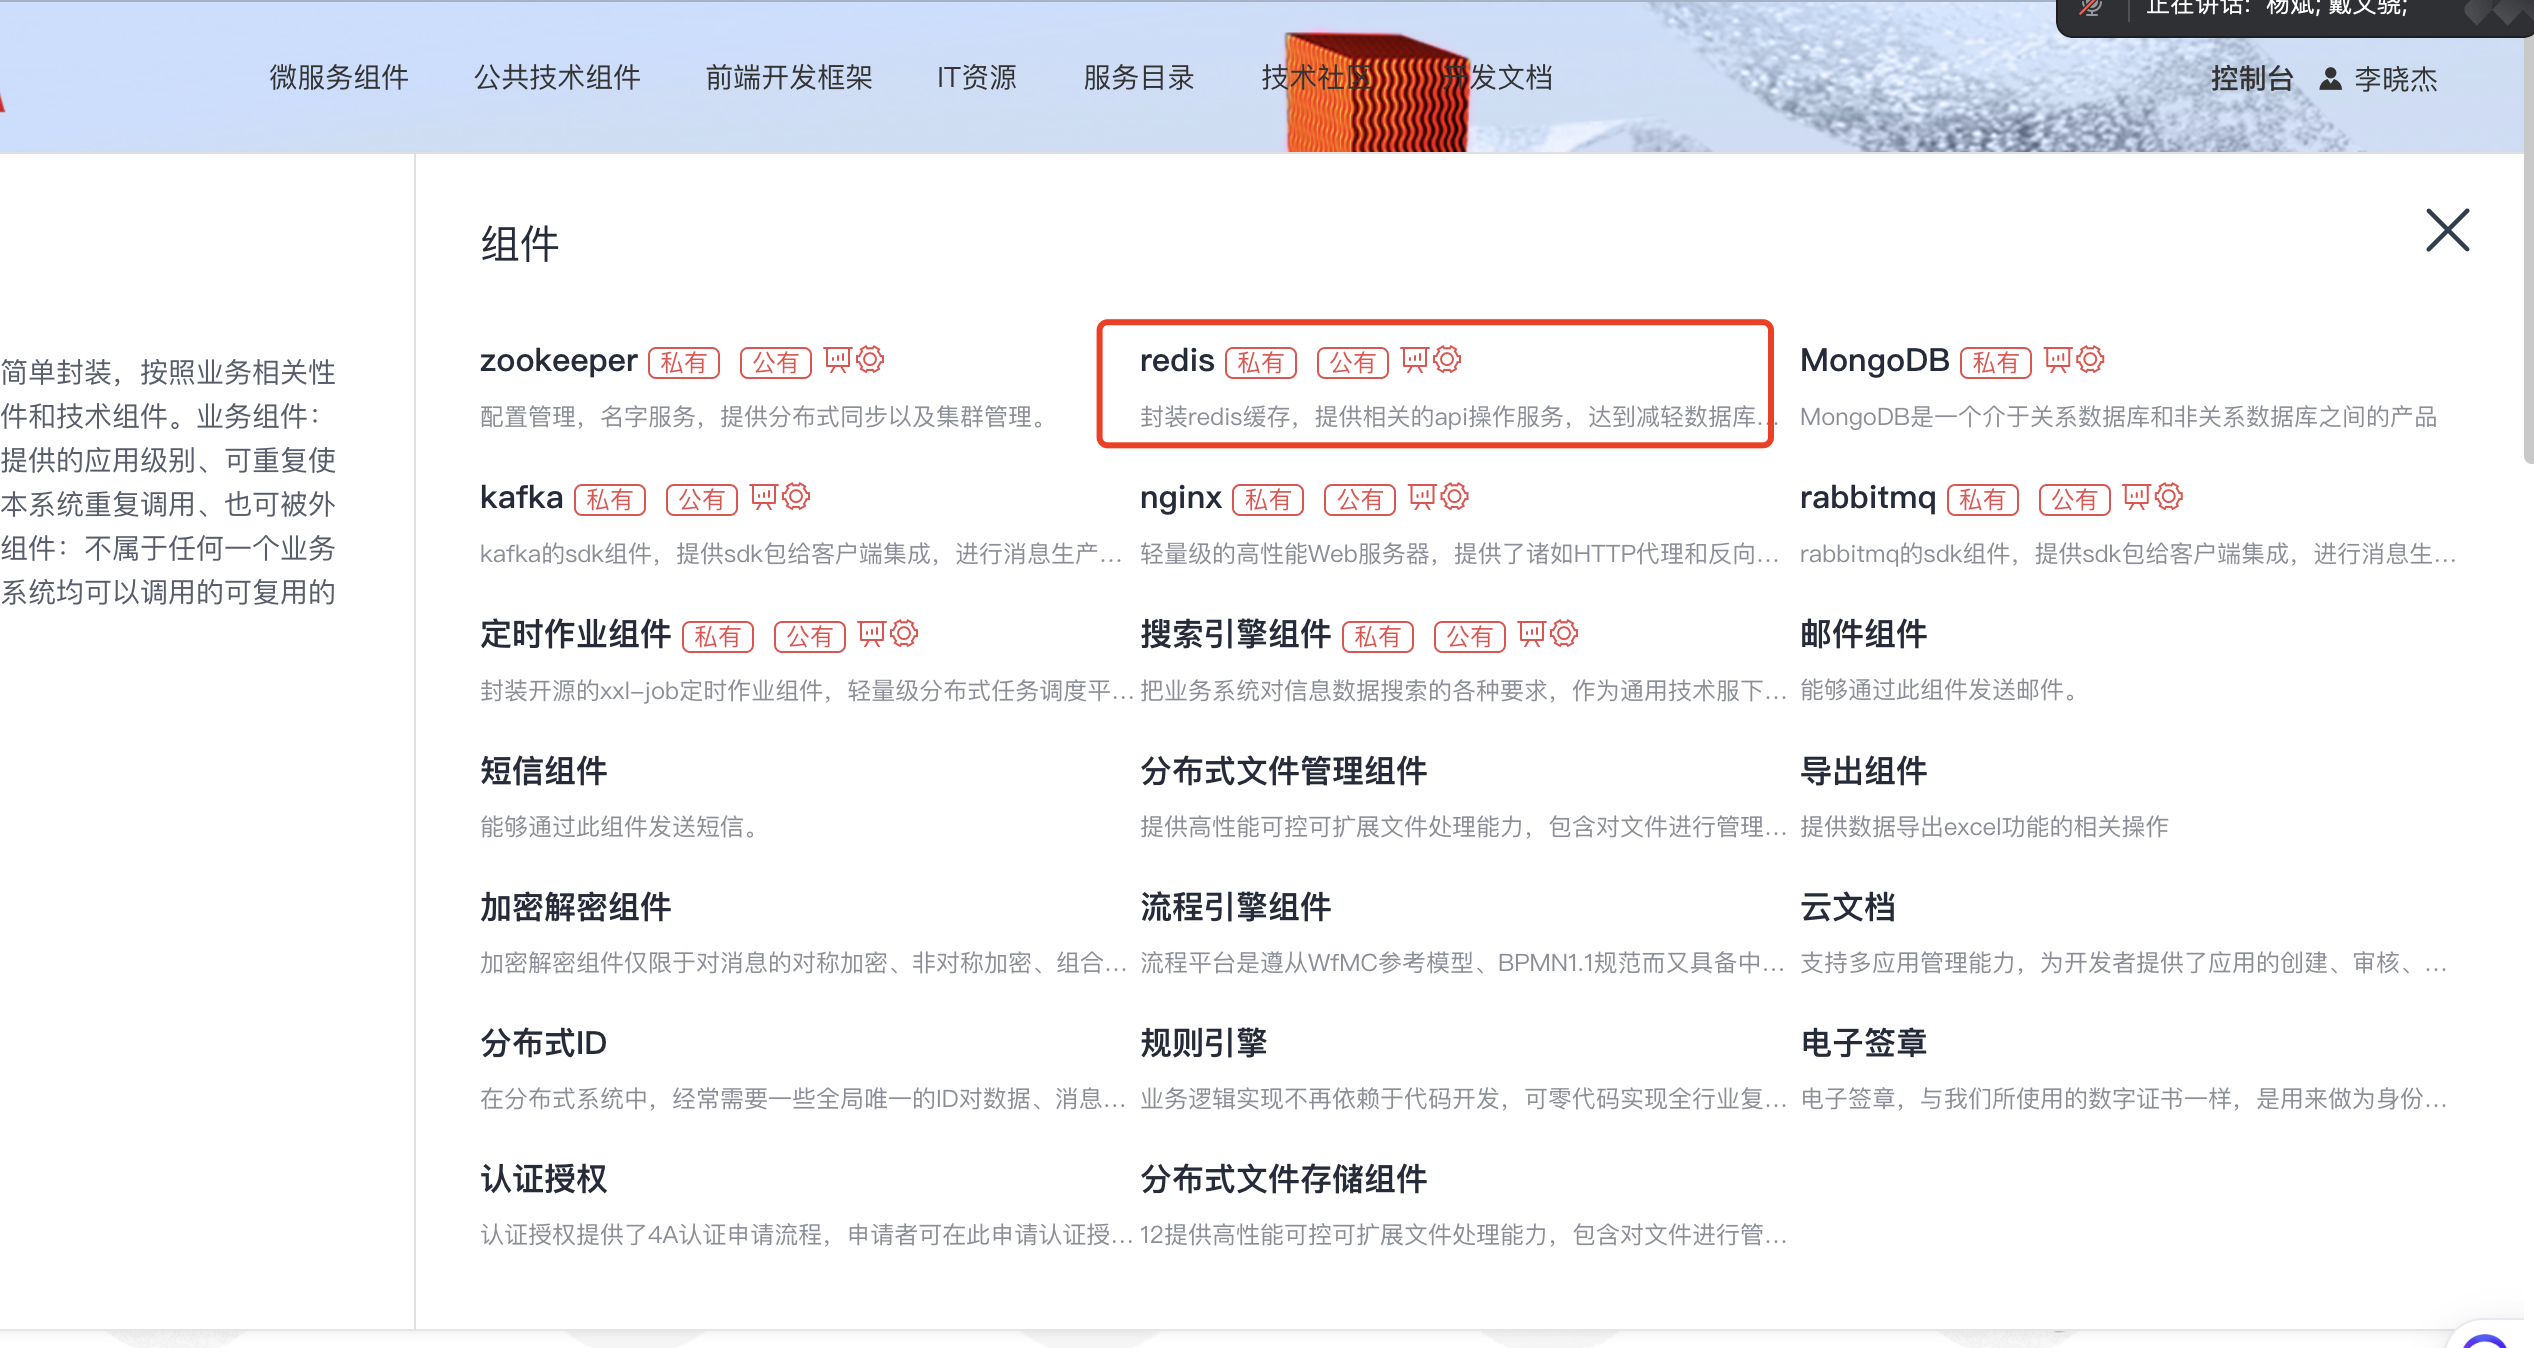 正在讲话: 杨斌; 戴文骁;
微服务组件 公共技术组件 前端开发框架 IT资源 服务目录 技术社区 开发文档 控制台 李晓杰
简单封装，按照业务相关性
件和技术组件。业务组件：
提供的应用级别、可重复使
本系统重复调用、也可被外
组件：不属于任何一个业务
系统均可以调用的可复用的
组件
zookeeper 私有 公有
配置管理，名字服务，提供分布式同步以及集群管理。
redis 私有 公有
封装redis缓存，提供相关的api操作服务，达到减轻数据库...
MongoDB 私有
MongoDB是一个介于关系数据库和非关系数据库之间的产品
kafka 私有 公有
kafka的sdk组件，提供sdk包给客户端集成，进行消息生产...
nginx 私有 公有
轻量级的高性能Web服务器，提供了诸如HTTP代理和反向...
rabbitmq 私有 公有
rabbitmq的sdk组件，提供sdk包给客户端集成，进行消息生...
定时作业组件 私有 公有
封装开源的xxl-job定时作业组件，轻量级分布式任务调度平...
搜索引擎组件 私有 公有
把业务系统对信息数据搜索的各种要求，作为通用技术服下...
邮件组件
能够通过此组件发送邮件。
短信组件
能够通过此组件发送短信。
分布式文件管理组件
提供高性能可控可扩展文件处理能力，包含对文件进行管理...
导出组件
提供数据导出excel功能的相关操作
加密解密组件
加密解密组件仅限于对消息的对称加密、非对称加密、组合...
流程引擎组件
流程平台是遵从WfMC参考模型、BPMN1.1规范而又具备中...
云文档
支持多应用管理能力，为开发者提供了应用的创建、审核、...
分布式ID
在分布式系统中，经常需要一些全局唯一的ID对数据、消息...
规则引擎
业务逻辑实现不再依赖于代码开发，可零代码实现全行业复...
电子签章
电子签章，与我们所使用的数字证书一样，是用来做为身份...
认证授权
认证授权提供了4A认证申请流程，申请者可在此申请认证授...
分布式文件存储组件
12提供高性能可控可扩展文件处理能力，包含对文件进行管...